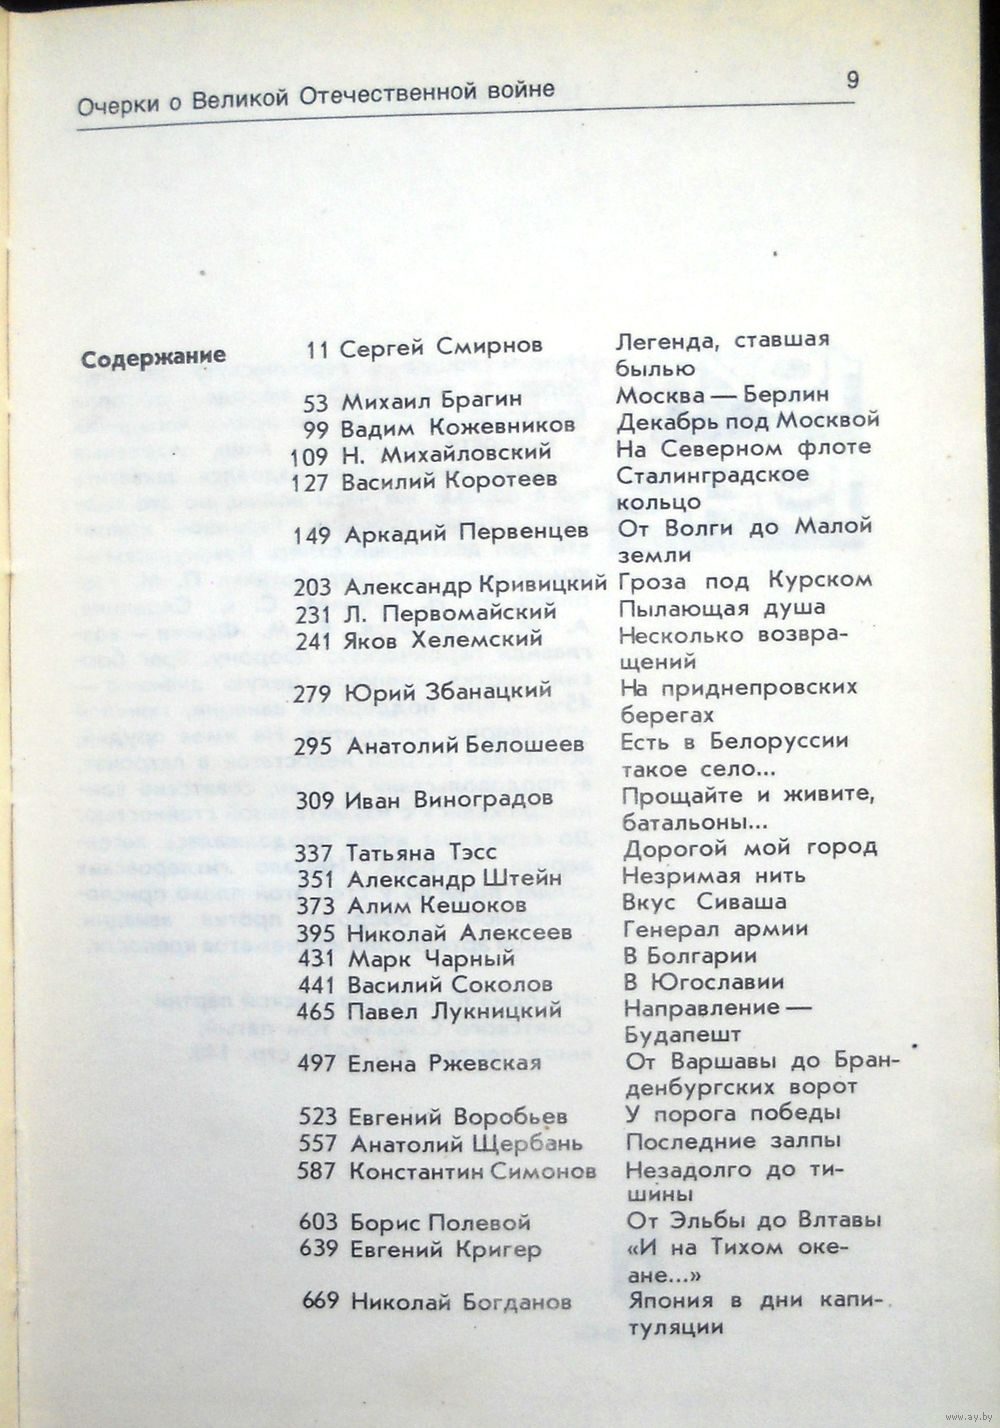 Очерки о Великой Отечественной войне 9
Содержание 11 Сергей Смирнов Легенда, ставшая
былью
53 Михаил Брагин Москва — Берлин
99 Вадим Кожевников Декабрь под Москвой
109 Н. Михайловский На Северном флоте
127 Василий Коротеев Сталинградское
кольцо
149 Аркадий Первенцев От Волги до Малой
земли
203 Александр Кривицкий Гроза под Курском
231 Л. Первомайский Пылающая душа
241 Яков Хелемский Несколько возвра-
щений
279 Юрий Збанацкий На приднепровских
берегах
295 Анатолий Белошеев Есть в Белоруссии
такое село...
309 Иван Виноградов Прощайте и живите,
батальоны...
337 Татьяна Тэсс Дорогой мой город
351 Александр Штейн Незримая нить
373 Алим Кешоков Вкус Сиваша
395 Николай Алексеев Генерал армии
431 Марк Чарный В Болгарии
441 Василий Соколов В Югославии
465 Павел Лукницкий Направление —
Будапешт
497 Елена Ржевская От Варшавы до Бран-
денбургских ворот
523 Евгений Воробьев У порога победы
557 Анатолий Щербань Последние залпы
587 Константин Симонов Незадолго до ти-
шины
603 Борис Полевой От Эльбы до Влтавы
639 Евгений Кригер «И на Тихом оке-
ане...»
669 Николай Богданов Япония в дни капи-
туляции
www.ay.by